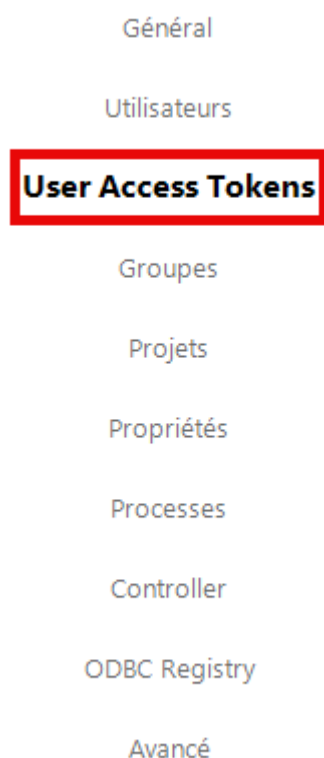 Général
Utilisateurs
User Access Tokens
Groupes
Projets
Propriétés
Processes
Controller
ODBC Registry
Avancé